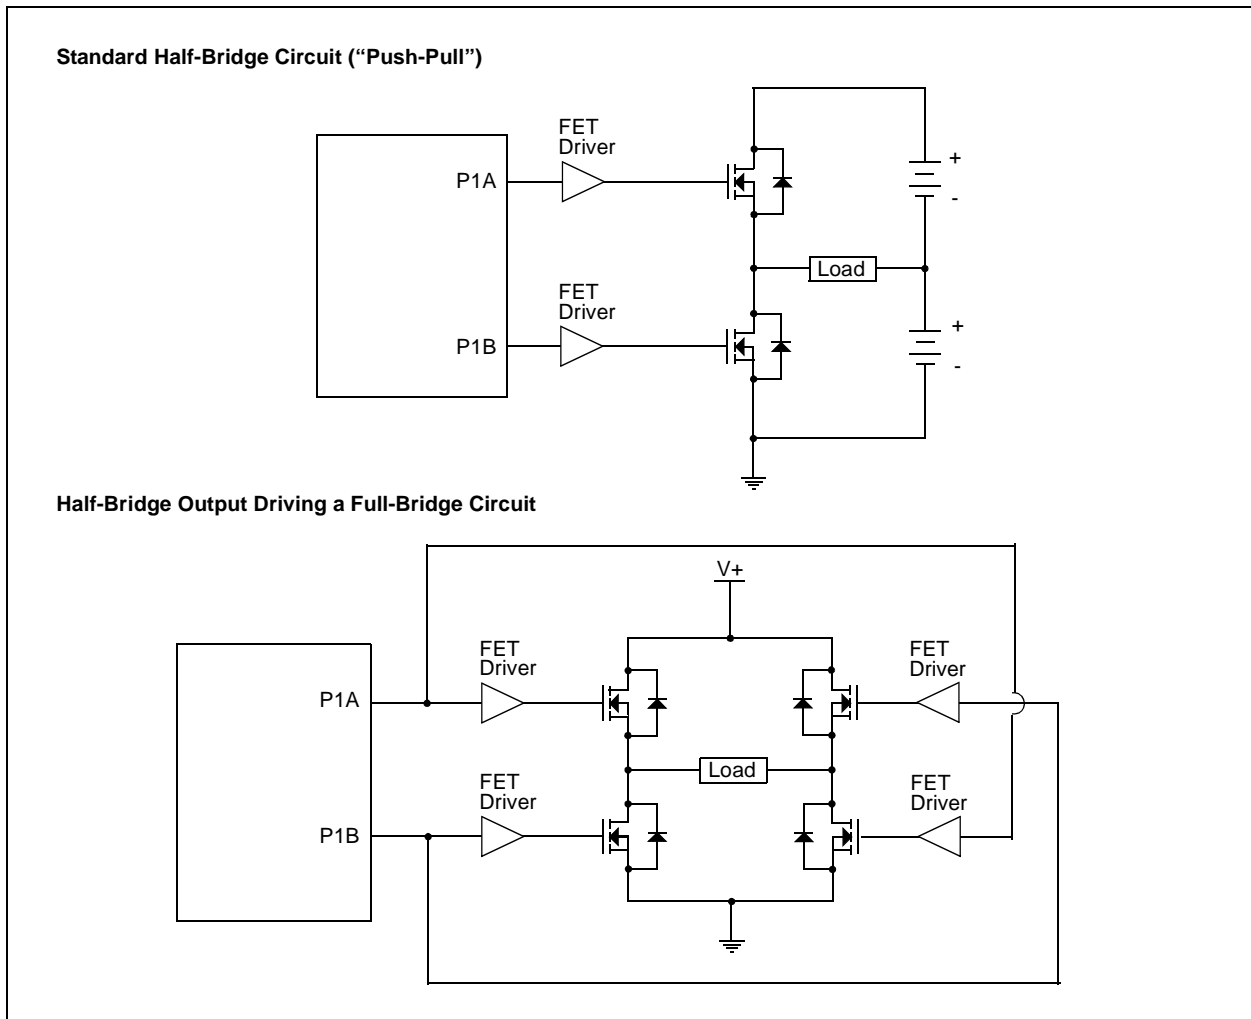 Standard Half-Bridge Circuit (“Push-Pull”)
FET
Driver
P1A
+
-
Load
FET
Driver
P1B
+
-
Half-Bridge Output Driving a Full-Bridge Circuit
V+
FET
Driver
FET
Driver
P1A
Load
FET
Driver
FET
Driver
P1B